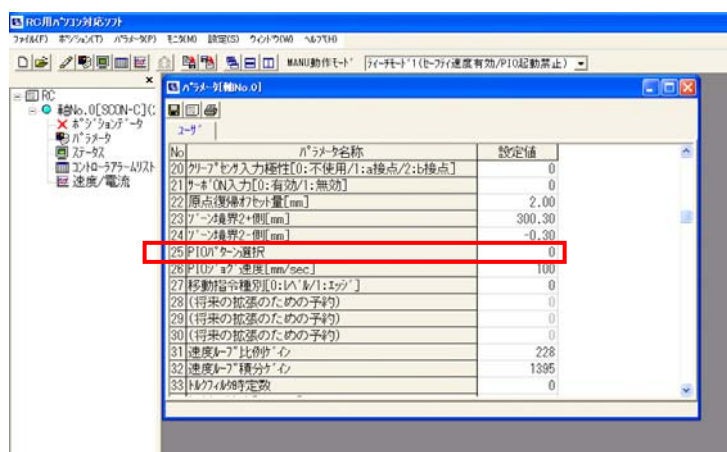 RC用ﾊﾟｿｺﾝ対応ｿﾌﾄ
ﾌｧｲﾙ(F) ﾎﾟｼﾞｼｮﾝ(T) ﾊﾟﾗﾒｰﾀ(P) ﾓﾆﾀ(M) 設定(S) ｳｨﾝﾄﾞｳ(W) ﾍﾙﾌﾟ(H)
MANU動作ﾓｰﾄﾞ ﾃｨｰﾁﾓｰﾄﾞ1(ｾｰﾌﾃｨ速度有効/PIO起動禁止)
RC
軸No.0[SCON-C](
ﾎﾟｼﾞｼｮﾝﾃﾞｰﾀ
ﾊﾟﾗﾒｰﾀ
ｽﾃｰﾀｽ
ｺﾝﾄﾛｰﾗｱﾗｰﾑﾘｽﾄ
速度/電流
ﾊﾟﾗﾒｰﾀ[軸No.0]
ﾕｰｻﾞ
No ﾊﾟﾗﾒｰﾀ名称 設定値
20 ｸﾘｰﾌﾟｾﾝｻ入力極性[0:不使用/1:a接点/2:b接点] 0
21 ｻｰﾎﾞON入力[0:有効/1:無効] 0
22 原点復帰ｵﾌｾｯﾄ量[mm] 2.00
23 ｿﾞｰﾝ境界2+側[mm] 300.30
24 ｿﾞｰﾝ境界2-側[mm] -0.30
25 PIOﾊﾟﾀｰﾝ選択 0
26 PIOｼﾞｮｸﾞ速度[mm/sec] 100
27 移動指令種別[0:ﾚﾍﾞﾙ/1:ｴｯｼﾞ] 0
28 (将来の拡張のための予約) 0
29 (将来の拡張のための予約) 0
30 (将来の拡張のための予約) 0
31 速度ﾙｰﾌﾟ比例ｹﾞｲﾝ 228
32 速度ﾙｰﾌﾟ積分ｹﾞｲﾝ 1395
33 ﾄﾙｸﾌｨﾙﾀ時定数 0